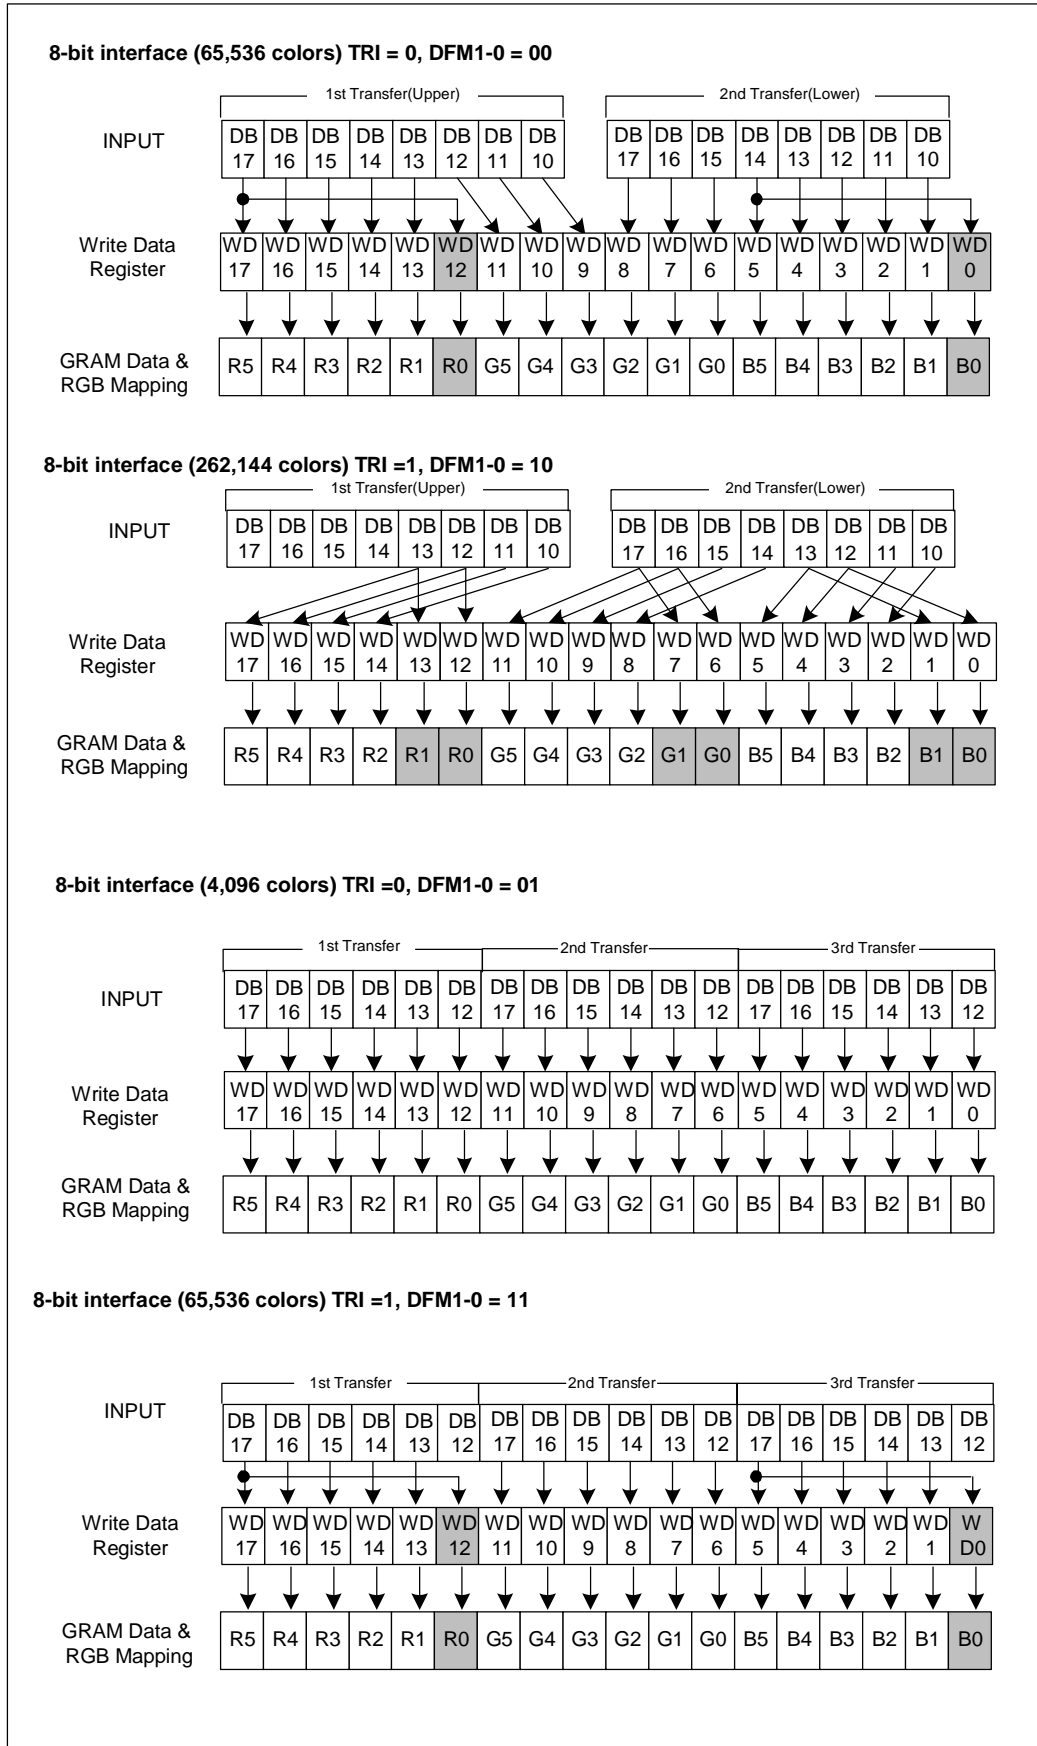 8-bit interface (65,536 colors) TRI = 0, DFM1-0 = 00
1st Transfer(Upper) 2nd Transfer(Lower)
INPUT
DB DB DB DB DB DB DB DB DB DB DB DB DB DB DB DB
17 16 15 14 13 12 11 10 17 16 15 14 13 12 11 10
Write Data Register
WD WD WD WD WD WD WD WD WD WD WD WD WD WD WD WD WD WD
17 16 15 14 13 12 11 10 9 8 7 6 5 4 3 2 1 0
GRAM Data &
RGB Mapping
R5 R4 R3 R2 R1 R0 G5 G4 G3 G2 G1 G0 B5 B4 B3 B2 B1 B0
8-bit interface (262,144 colors) TRI =1, DFM1-0 = 10
1st Transfer(Upper) 2nd Transfer(Lower)
INPUT
DB DB DB DB DB DB DB DB DB DB DB DB DB DB DB DB
17 16 15 14 13 12 11 10 17 16 15 14 13 12 11 10
Write Data
Register
WD WD WD WD WD WD WD WD WD WD WD WD WD WD WD WD WD WD
17 16 15 14 13 12 11 10 9 8 7 6 5 4 3 2 1 0
GRAM Data &
RGB Mapping
R5 R4 R3 R2 R1 R0 G5 G4 G3 G2 G1 G0 B5 B4 B3 B2 B1 B0
8-bit interface (4,096 colors) TRI =0, DFM1-0 = 01
1st Transfer 2nd Transfer 3rd Transfer
INPUT
DB DB DB DB DB DB DB DB DB DB DB DB DB DB DB DB DB DB
17 16 15 14 13 12 17 16 15 14 13 12 17 16 15 14 13 12
Write Data
Register
WD WD WD WD WD WD WD WD WD WD WD WD WD WD WD WD WD WD
17 16 15 14 13 12 11 10 9 8 7 6 5 4 3 2 1 0
GRAM Data &
RGB Mapping
R5 R4 R3 R2 R1 R0 G5 G4 G3 G2 G1 G0 B5 B4 B3 B2 B1 B0
8-bit interface (65,536 colors) TRI =1, DFM1-0 = 11
1st Transfer 2nd Transfer 3rd Transfer
INPUT
DB DB DB DB DB DB DB DB DB DB DB DB DB DB DB DB DB DB
17 16 15 14 13 12 17 16 15 14 13 12 17 16 15 14 13 12
Write Data
Register
WD WD WD WD WD WD WD WD WD WD WD WD WD WD WD WD WD W
17 16 15 14 13 12 11 10 9 8 7 6 5 4 3 2 1 D0
GRAM Data &
RGB Mapping
R5 R4 R3 R2 R1 R0 G5 G4 G3 G2 G1 G0 B5 B4 B3 B2 B1 B0